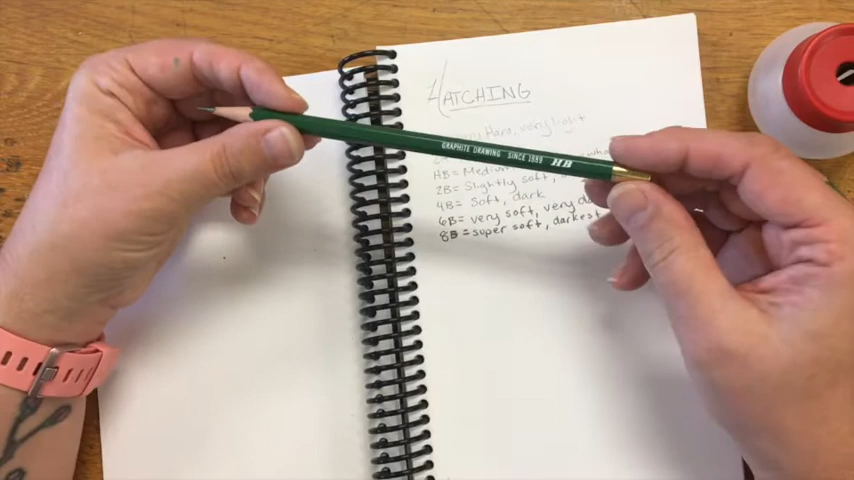 HATCHING
Hard, very light
HB= Medium
2B= Slightly soft,
4B= Soft, dark
6B= very soft, very
8B= super soft, darkest
GRAPHITE DRAWING SINCE 1889 HB